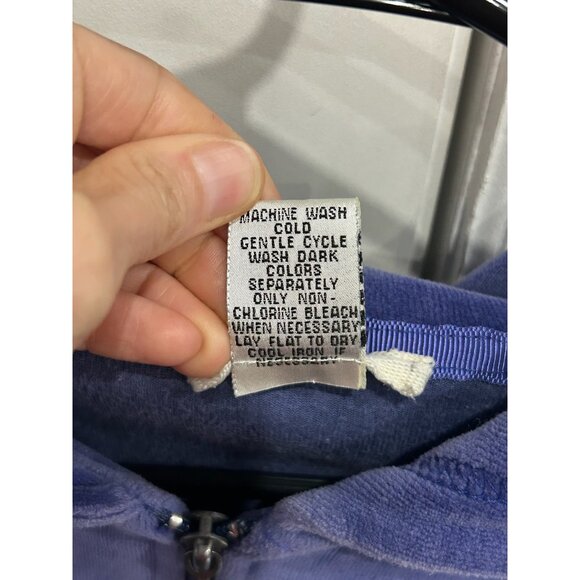 MACHINE WASH
COLD
GENTLE CYCLE
WASH DARK
COLORS
SEPARATELY
ONLY NON-
CHLORINE BLEACH
WHEN NECESSARY
LAY FLAT TO DRY
COOL IRON IF
NECESSARY